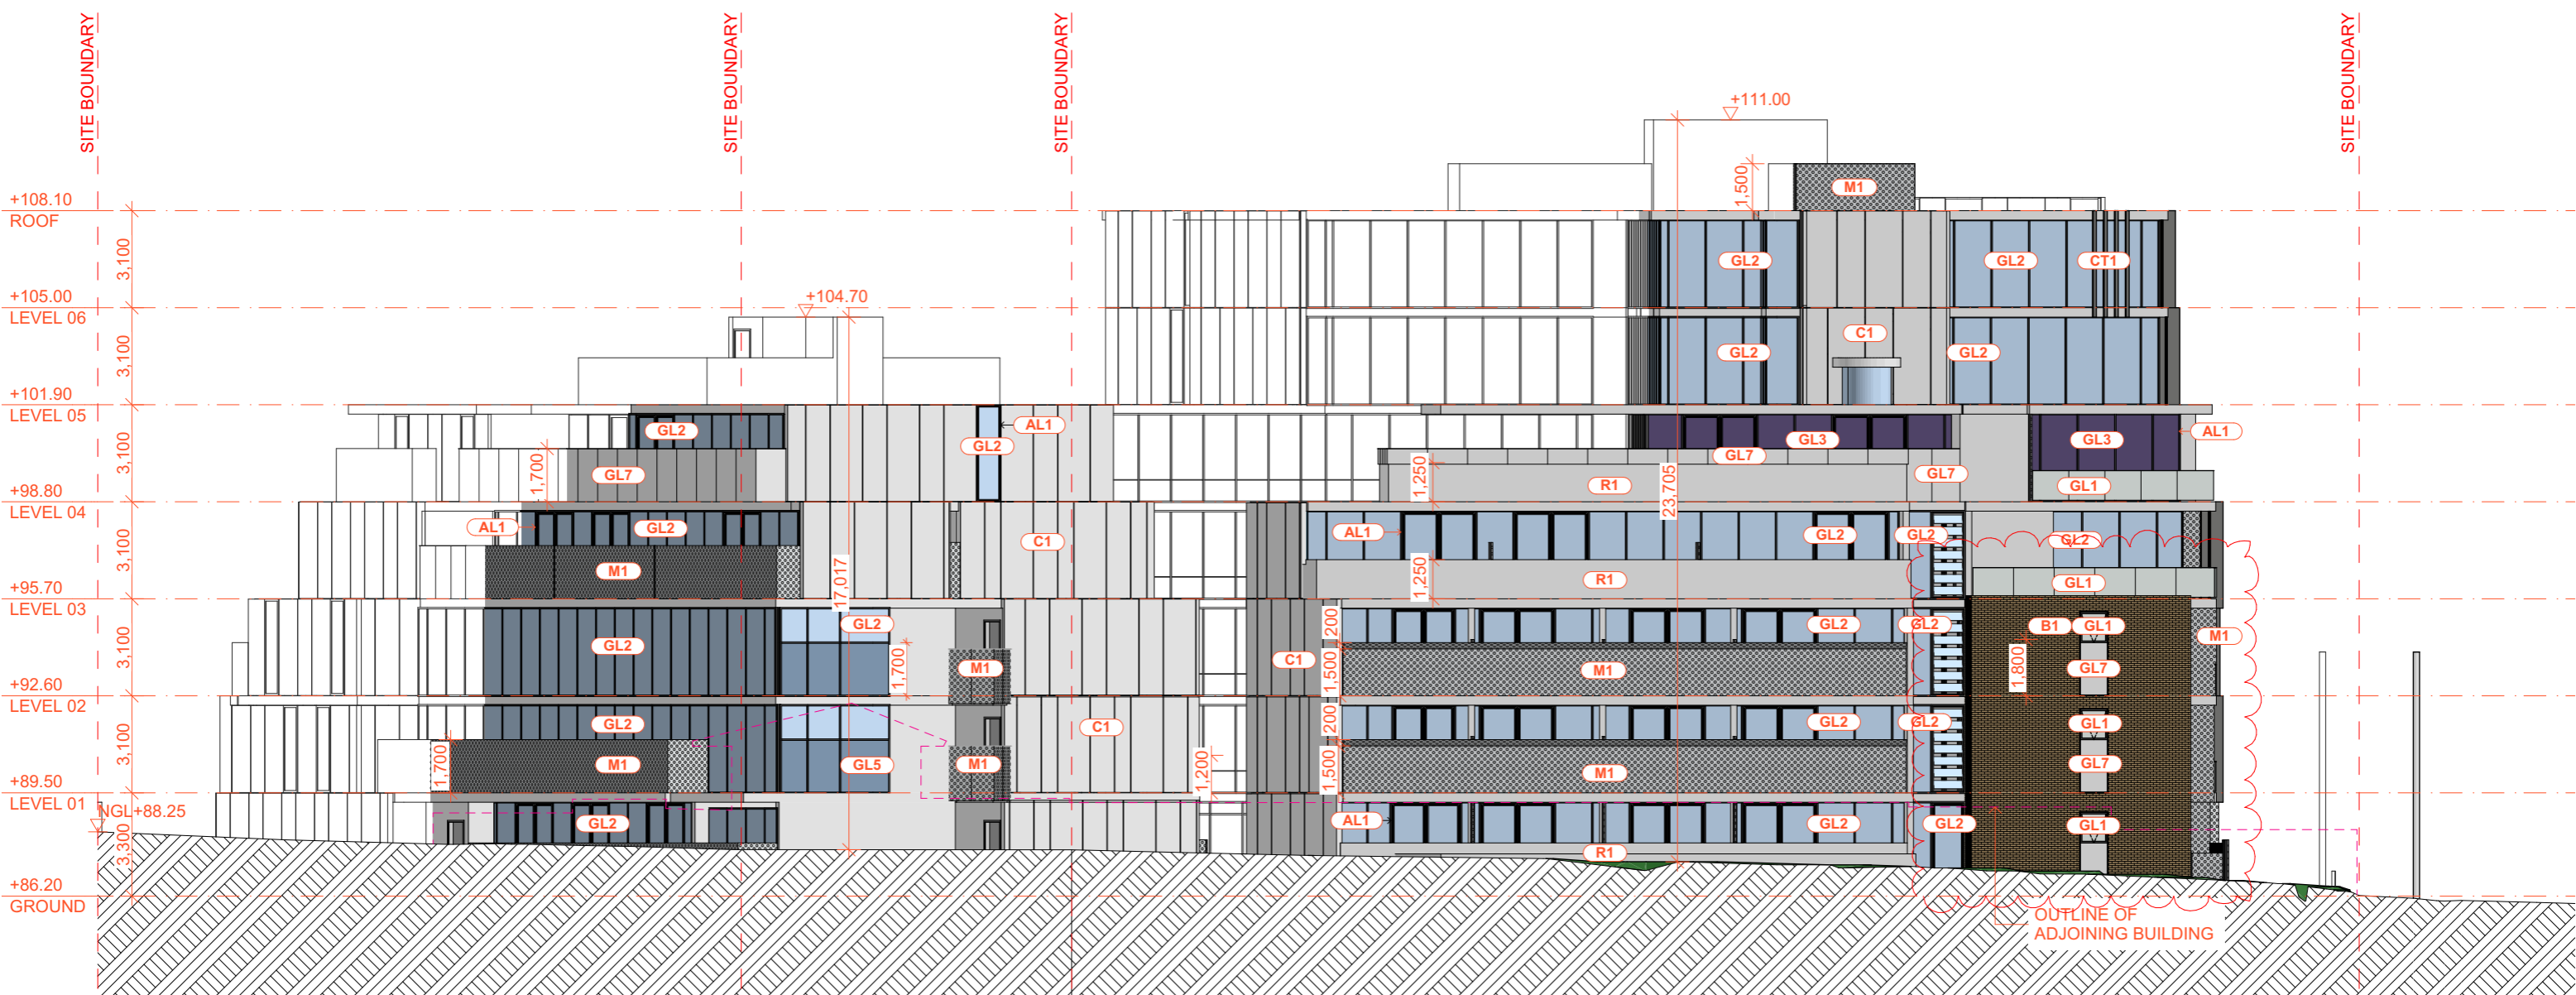 SITE BOUNDARY
SITE BOUNDARY
SITE BOUNDARY
SITE BOUNDARY
+111.00
1,500
M1
+108.10
ROOF
3,100
GL2
GL2
CT1
+105.00
LEVEL 06
+104.70
3,100
C1
GL2
GL2
+101.90
LEVEL 05
3,100
GL2
AL1
GL2
GL3
GL3
AL1
1,700
GL7
GL7
GL7
1,250
R1
GL1
23,705
+98.80
LEVEL 04
3,100
AL1
GL2
C1
AL1
GL2
GL2
GL2
M1
17,017
1,250
R1
GL1
+95.70
LEVEL 03
3,100
GL2
GL2
200
GL2
GL2
B1
GL1
M1
1,700
M1
C1
1,500
M1
1,800
GL7
+92.60
LEVEL 02
3,100
GL2
C1
200
GL2
GL2
GL1
1,700
M1
GL5
M1
1,200
1,500
M1
GL7
+89.50
LEVEL 01
NGL+88.25
3,300
GL2
AL1
GL2
GL2
GL1
R1
+86.20
GROUND
OUTLINE OF
ADJOINING BUILDING